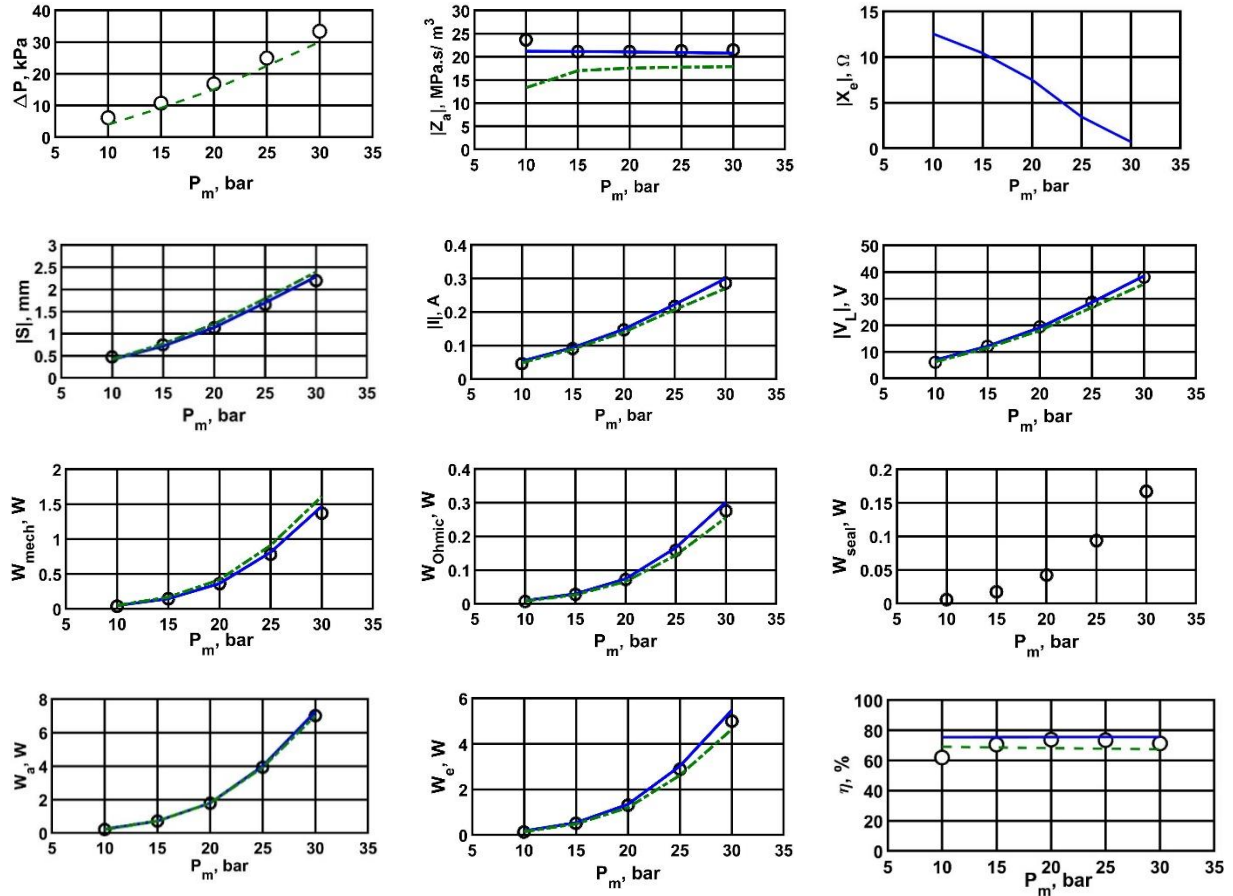 ΔP, kPa
40
30
20
10
0
5 10 15 20 25 30 35
P_m, bar
|Z_a|, MPa.s/ m³
30
25
20
15
10
5
0
5 10 15 20 25 30 35
P_m, bar
|X_e|, Ω
15
10
5
0
5 10 15 20 25 30 35
P_m, bar
|S|, mm
3
2.5
2
1.5
1
0.5
0
5 10 15 20 25 30 35
P_m, bar
|I|, A
0.4
0.3
0.2
0.1
0
5 10 15 20 25 30 35
P_m, bar
|V_L|, V
50
40
30
20
10
0
5 10 15 20 25 30 35
P_m, bar
W_mech, W
2
1.5
1
0.5
0
5 10 15 20 25 30 35
P_m, bar
W_Ohmic, W
0.4
0.3
0.2
0.1
0
5 10 15 20 25 30 35
P_m, bar
W_seal, W
0.2
0.15
0.1
0.05
0
5 10 15 20 25 30 35
P_m, bar
W_a, W
8
6
4
2
0
5 10 15 20 25 30 35
P_m, bar
W_e, W
6
4
2
0
5 10 15 20 25 30 35
P_m, bar
η, %
100
80
60
40
20
0
5 10 15 20 25 30 35
P_m, bar